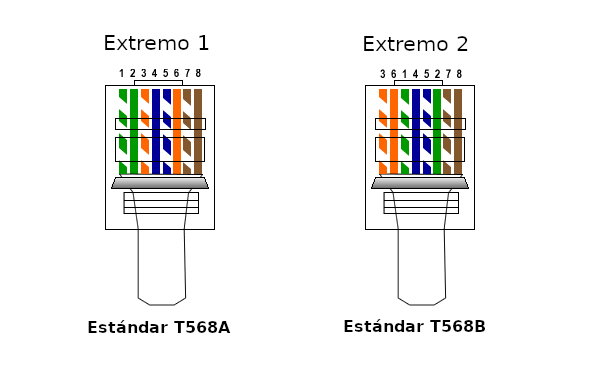 Extremo 1
Extremo 2
1 2 3 4 5 6 7 8
3 6 1 4 5 2 7 8
Estándar T568A
Estándar T568B